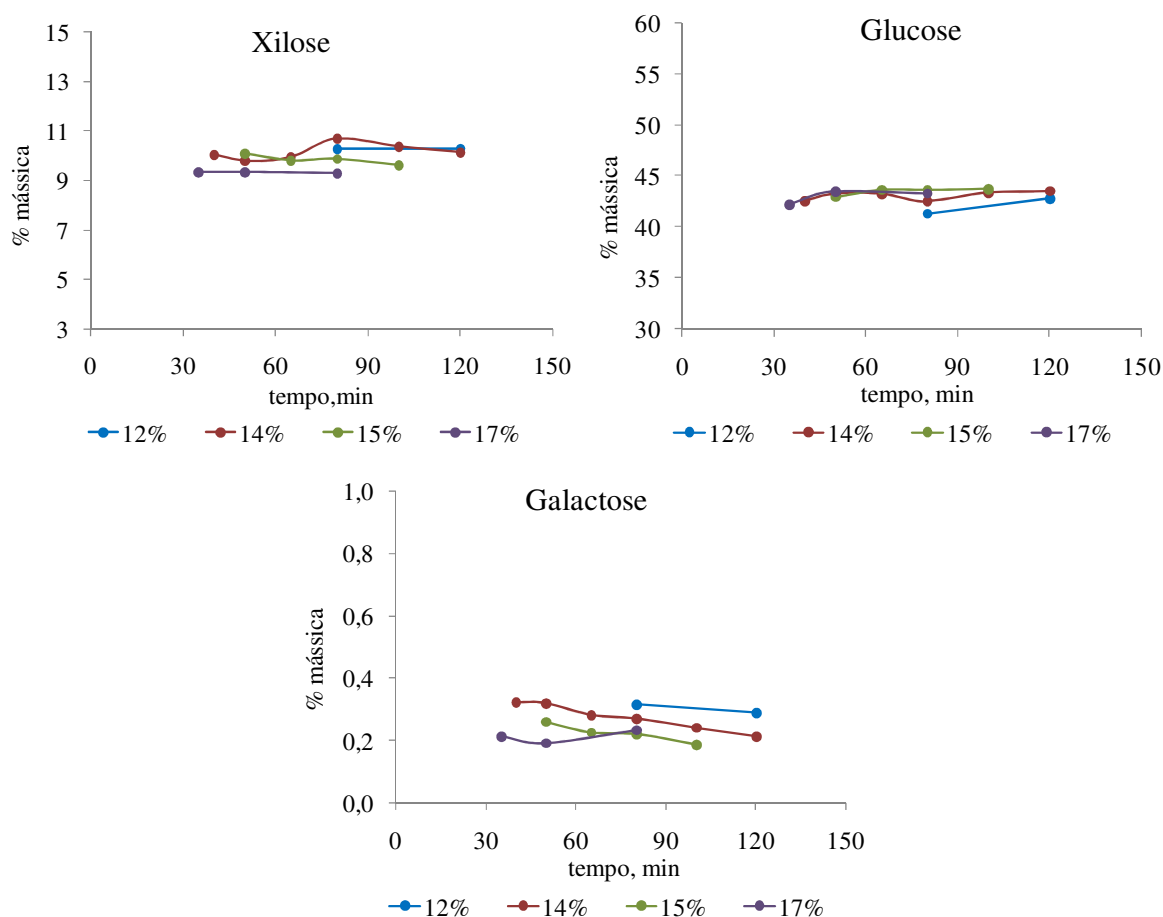 Xilose
15
13
11
9
7
5
3
% mássica
0 30 60 90 120 150
tempo,min
12% 14% 15% 17%
Glucose
60
55
50
45
40
35
30
% mássica
0 30 60 90 120 150
tempo, min
12% 14% 15% 17%
Galactose
1,0
0,8
0,6
0,4
0,2
0,0
% mássica
0 30 60 90 120 150
tempo, min
12% 14% 15% 17%